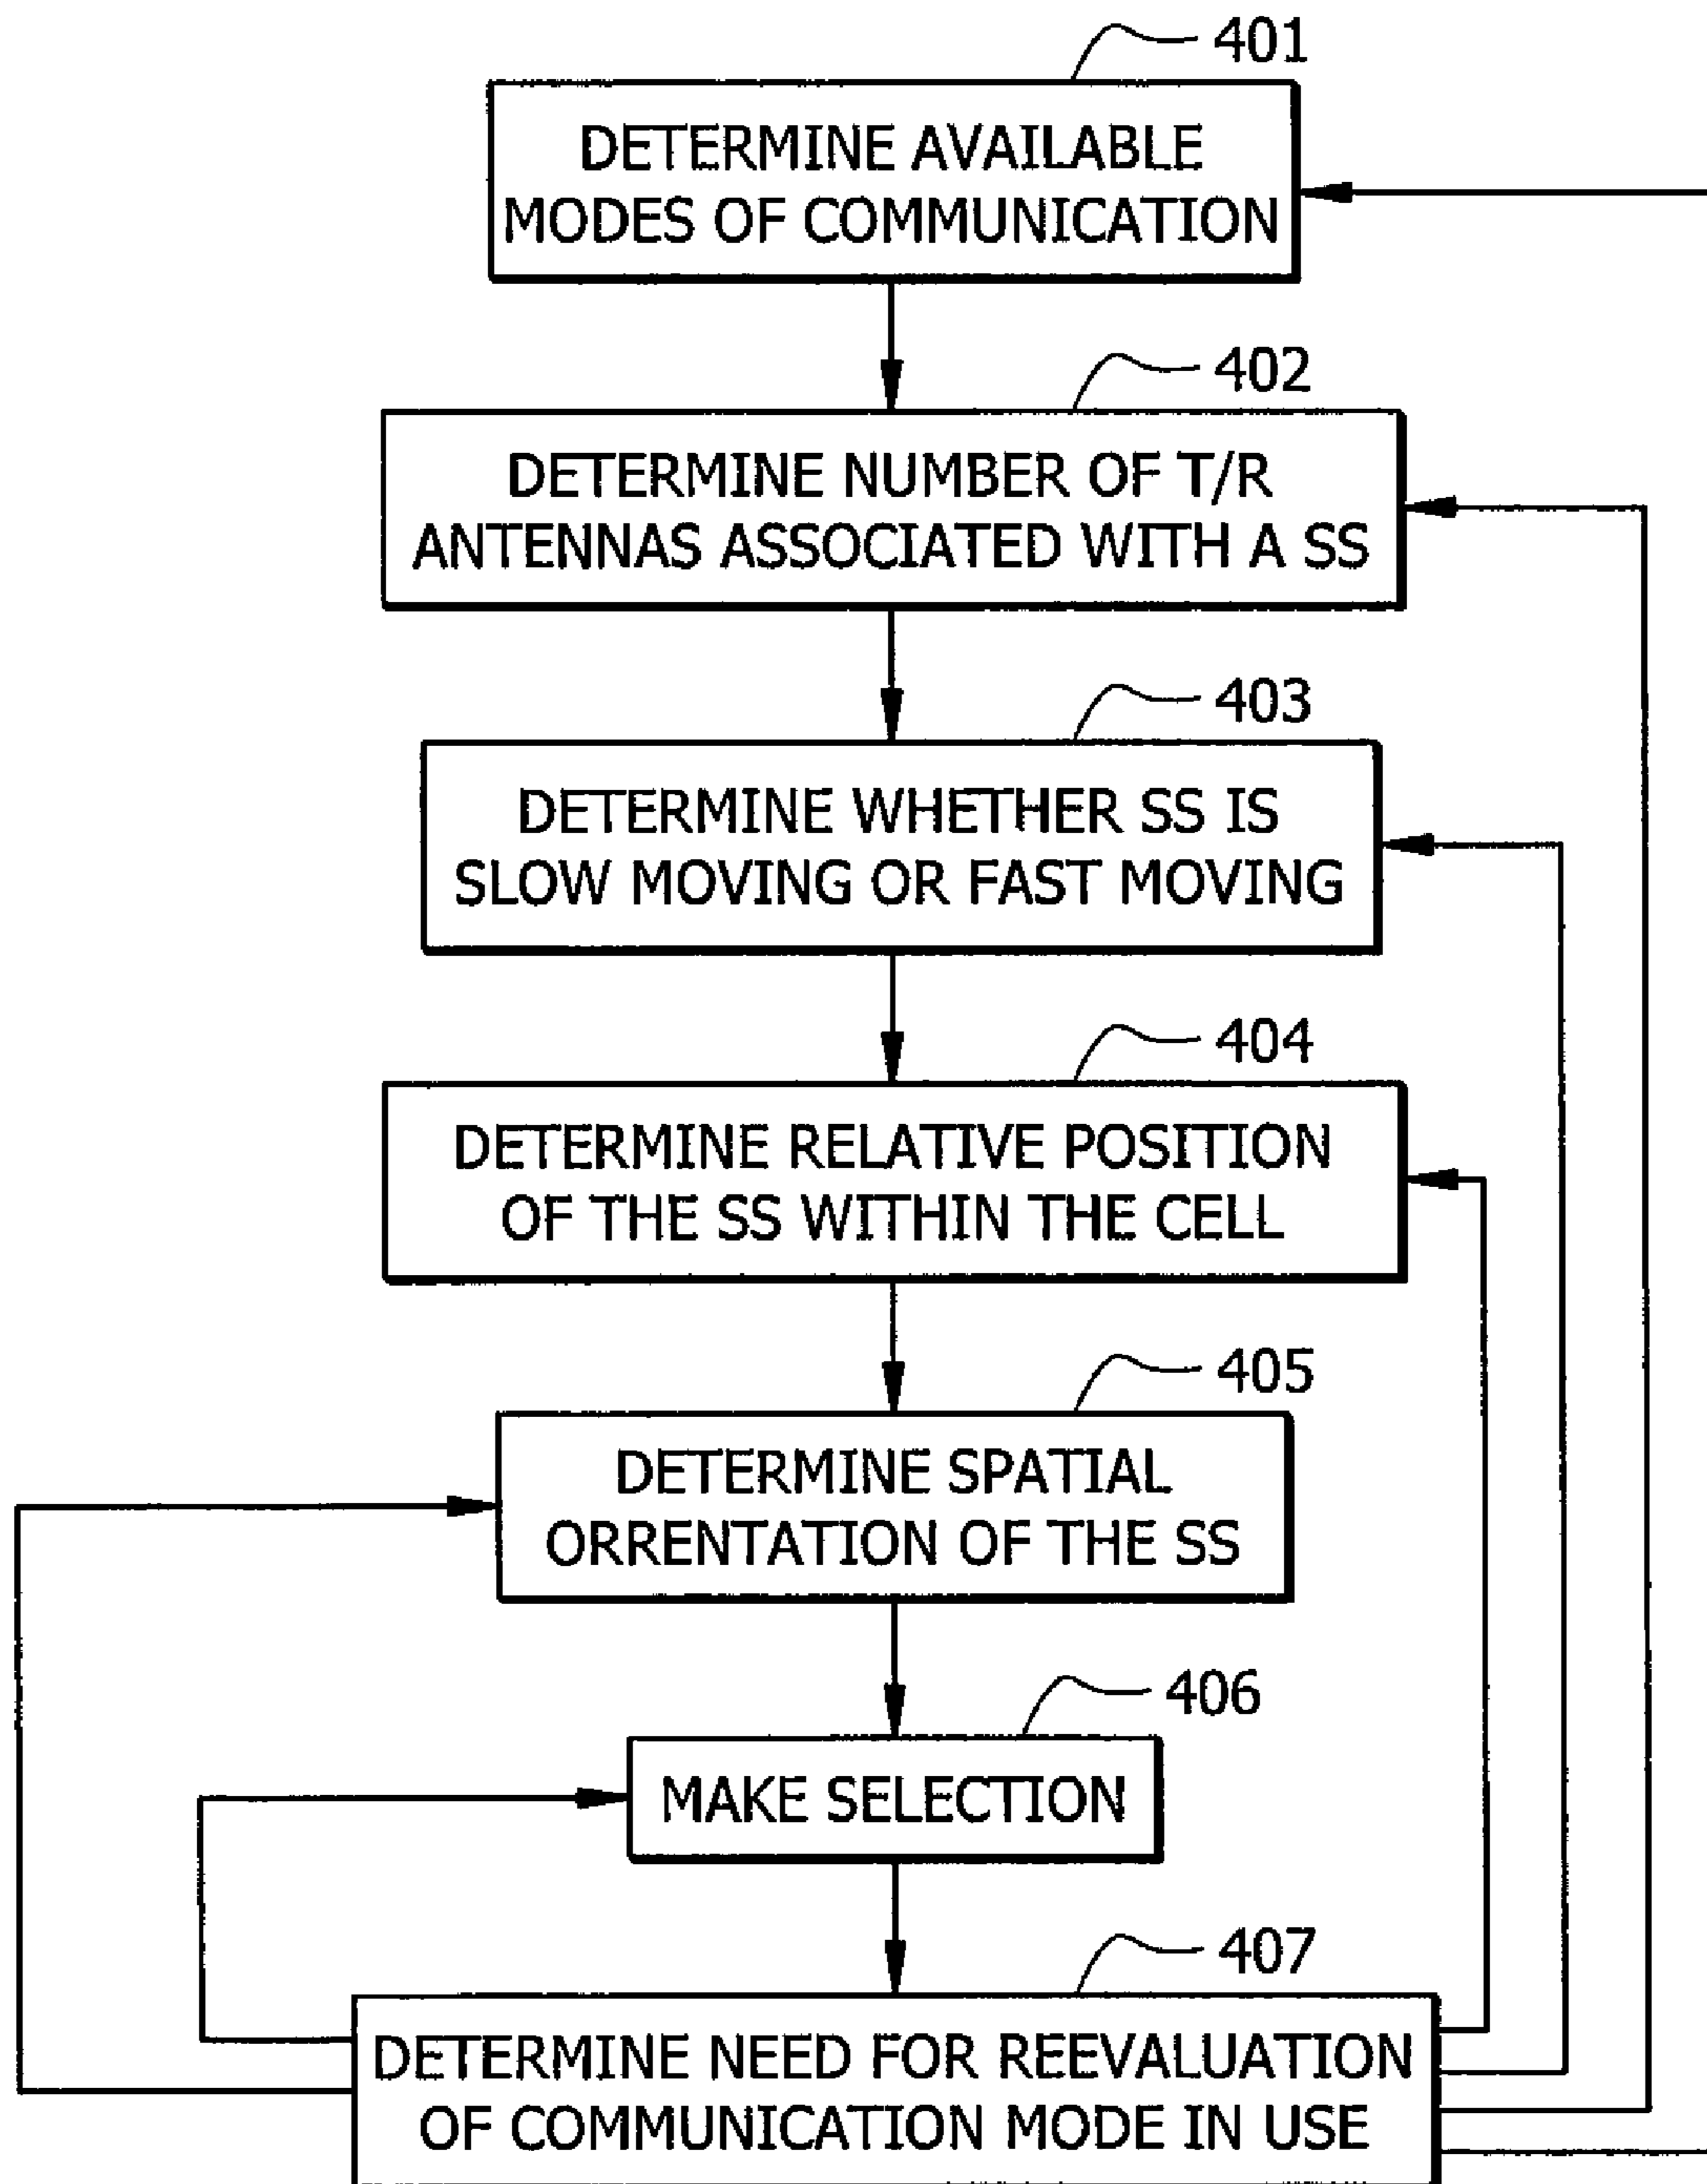 401
DETERMINE AVAILABLE
MODES OF COMMUNICATION
402
DETERMINE NUMBER OF T/R
ANTENNAS ASSOCIATED WITH A SS
403
DETERMINE WHETHER SS IS
SLOW MOVING OR FAST MOVING
404
DETERMINE RELATIVE POSITION
OF THE SS WITHIN THE CELL
405
DETERMINE SPATIAL
ORRENTATION OF THE SS
406
MAKE SELECTION
407
DETERMINE NEED FOR REEVALUATION
OF COMMUNICATION MODE IN USE